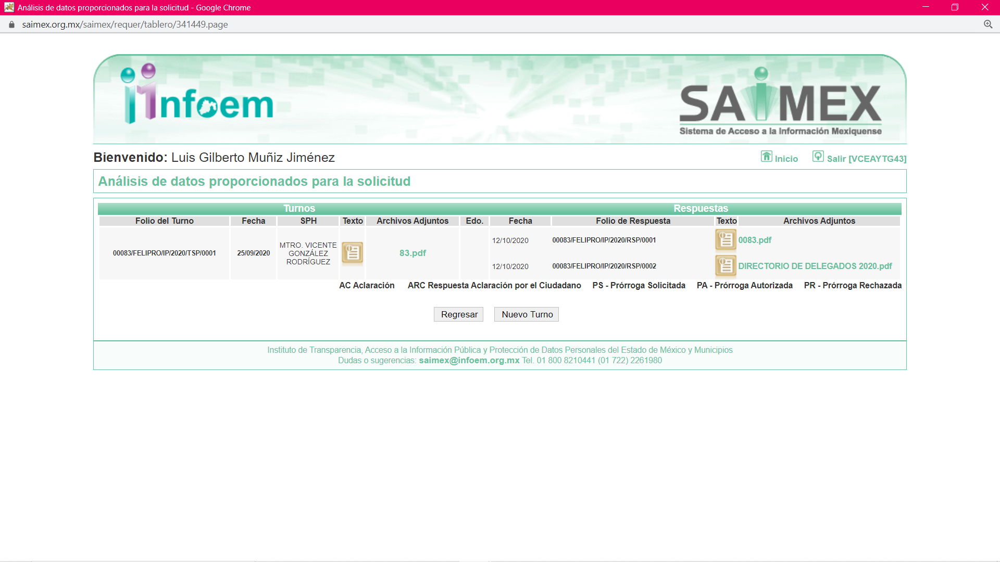 Análisis de datos proporcionados para la solicitud - Google Chrome
saimex.org.mx/saimex/requer/tablero/341449.page
infoem
SAIMEX
Sistema de Acceso a la Información Mexiquense
Bienvenido: Luis Gilberto Muñiz Jiménez
Inicio
Salir [VCEAYTG43]
Análisis de datos proporcionados para la solicitud
Turnos
Respuestas
Folio del Turno Fecha SPH Texto Archivos Adjuntos Edo. Fecha Folio de Respuesta Texto Archivos Adjuntos
00083/FELIPRO/IP/2020/TSP/0001
25/09/2020
MTRO. VICENTE
GONZÁLEZ
RODRÍGUEZ
83.pdf
12/10/2020 00083/FELIPRO/IP/2020/RSP/0001 0083.pdf
12/10/2020 00083/FELIPRO/IP/2020/RSP/0002 DIRECTORIO DE DELEGADOS 2020.pdf
AC Aclaración ARC Respuesta Aclaración por el Ciudadano PS - Prórroga Solicitada PA - Prórroga Autorizada PR - Prórroga Rechazada
Regresar
Nuevo Turno
Instituto de Transparencia, Acceso a la Información Pública y Protección de Datos Personales del Estado de México y Municipios
Dudas o sugerencias: saimex@infoem.org.mx Tel. 01 800 8210441 (01 722) 2261980